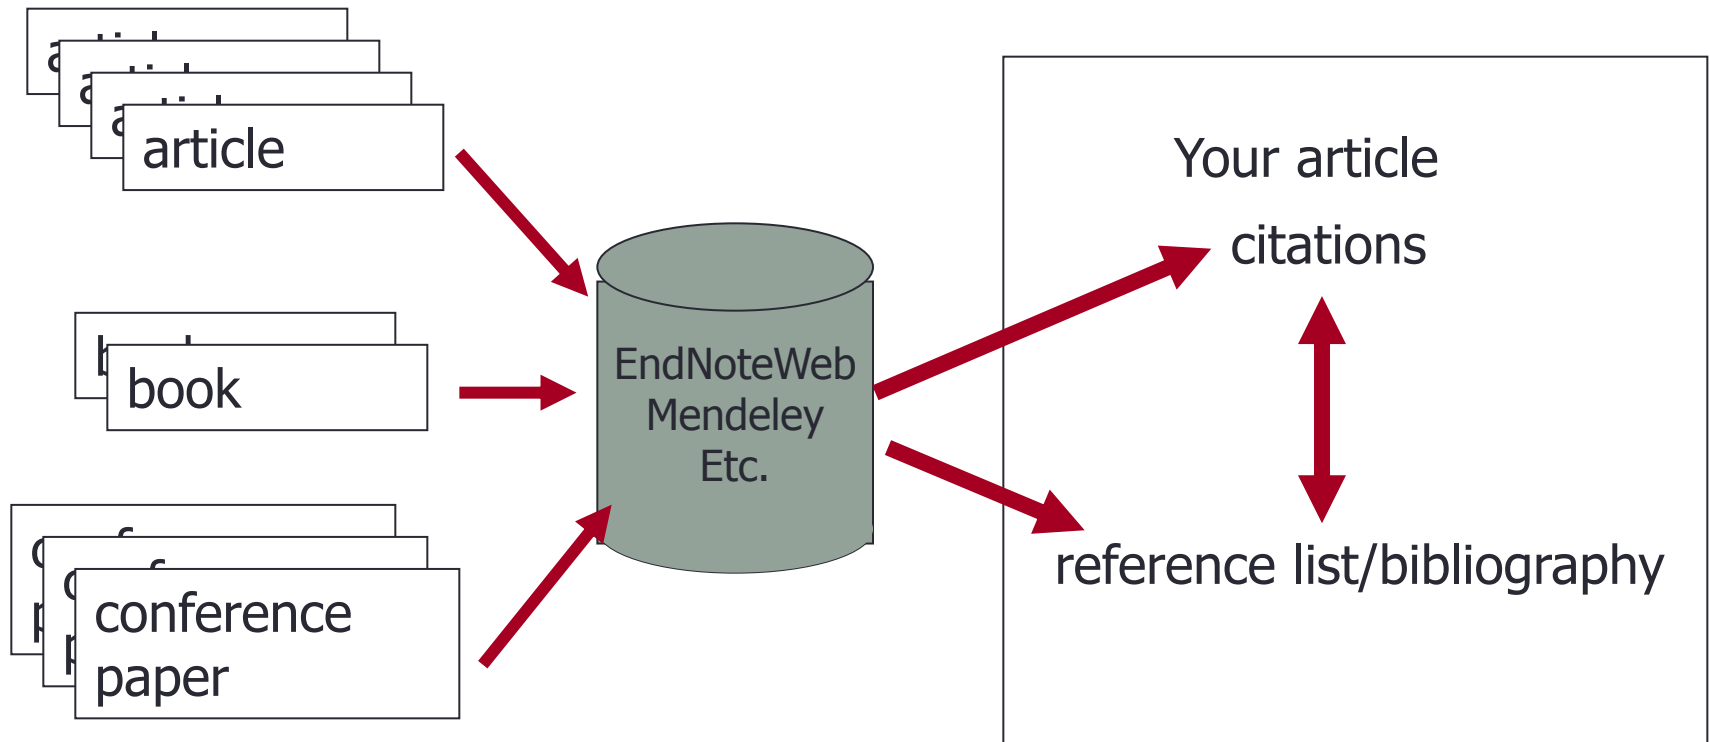 article
book
conference
paper
EndNoteWeb
Mendeley
Etc.
Your article
citations
reference list/bibliography